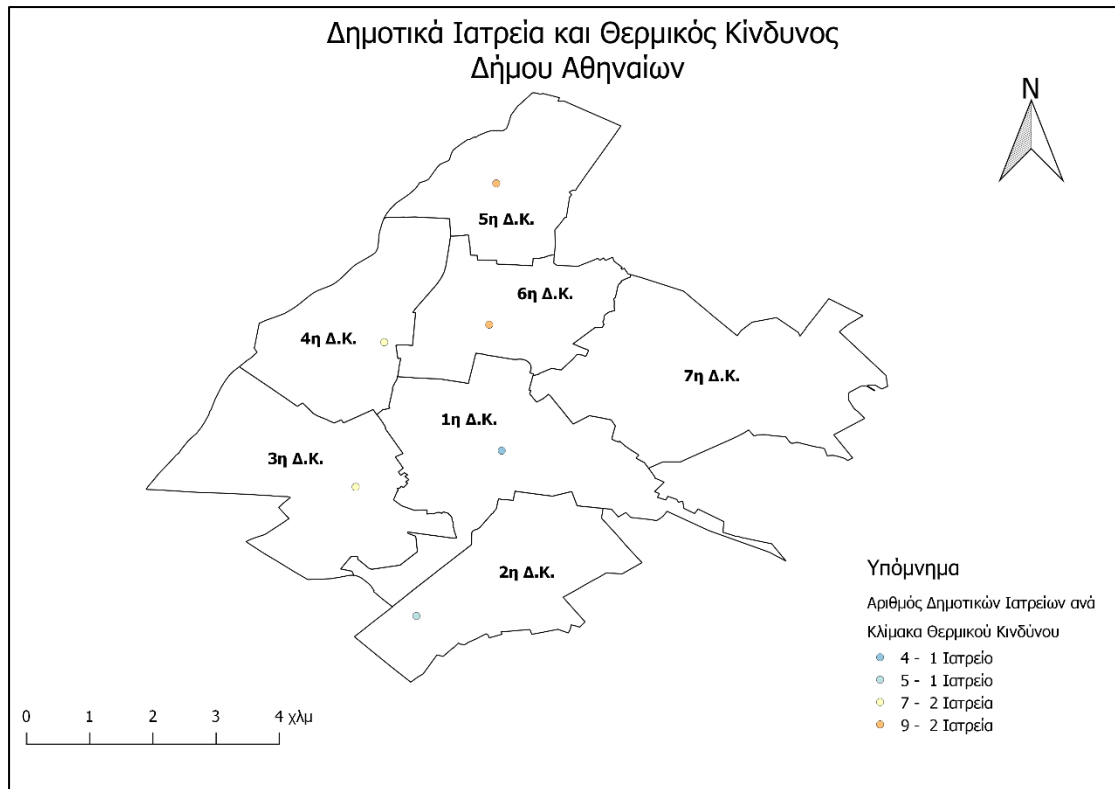 Δημοτικά Ιατρεία και Θερμικός Κίνδυνος
Δήμου Αθηναίων
N
5η Δ.Κ.
6η Δ.Κ.
4η Δ.Κ.
7η Δ.Κ.
1η Δ.Κ.
3η Δ.Κ.
2η Δ.Κ.
Υπόμνημα
Αριθμός Δημοτικών Ιατρείων ανά
Κλίμακα Θερμικού Κινδύνου
4 - 1 Ιατρείο
5 - 1 Ιατρείο
7 - 2 Ιατρεία
9 - 2 Ιατρεία
0 1 2 3 4 χλμ